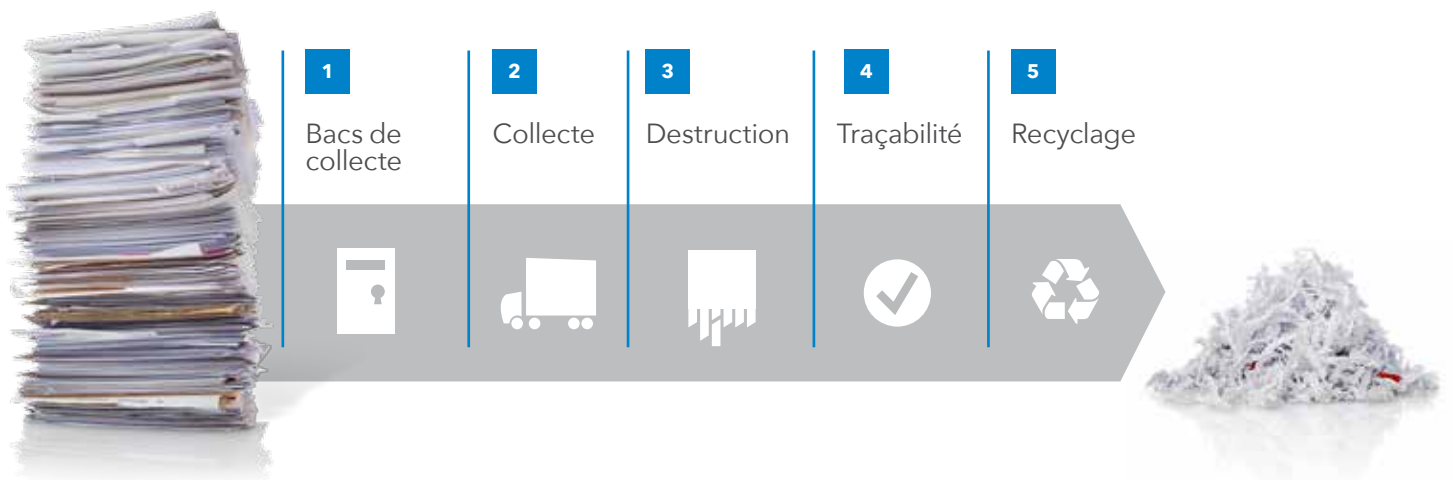 1
Bacs de
collecte
2
Collecte
3
Destruction
4
Traçabilité
5
Recyclage